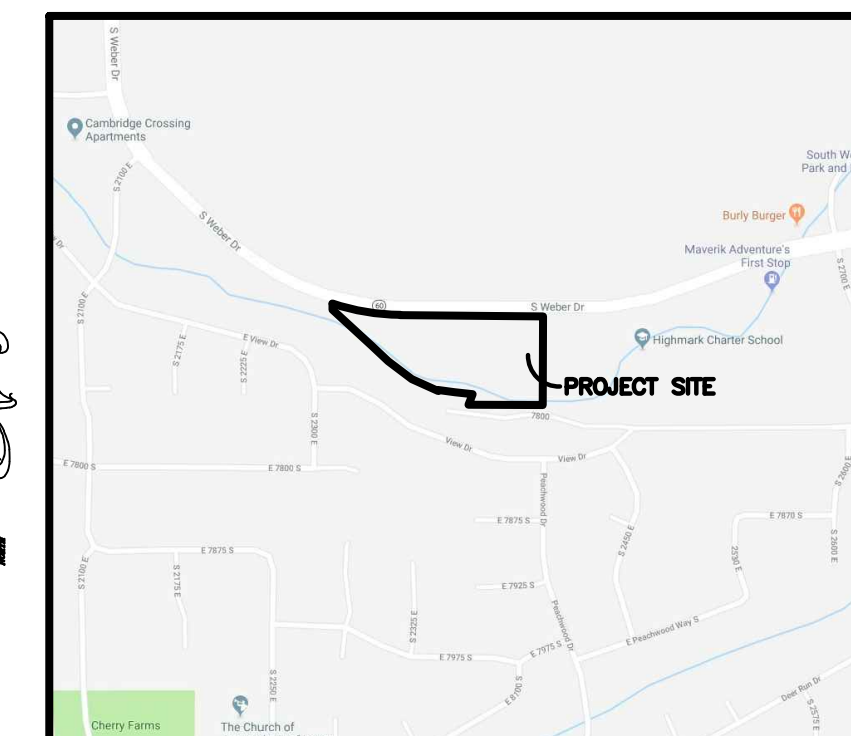 S Weber Dr
Cambridge Crossing
Apartments
S 2100 E
South W
Park and
Burly Burger
S Weber Dr
Maverik Adventure's
First Stop
S 2700 E
Dr
S 2100 E
60
S Weber Dr
S 2175 E
E View Dr
S 2225 E
Highmark Charter School
PROJECT SITE
S 2300 E
7800
View Dr
View Dr
E 7800 S
E 7800 S
S 2600 E
Peachwood Dr
E 7875 S
S 2450 E
E 7870 S
S 2600 E
2530 E
E 7875 S
S 2100 E
S 2175 E
E 7925 S
S 2325 E
Peachwood Dr
E Peachwood Way S
E 7975 S
E 7975 S
S 2250 E
E 8100 S
Deer Run Dr
S 2575 E
Cherry Farms
The Church of